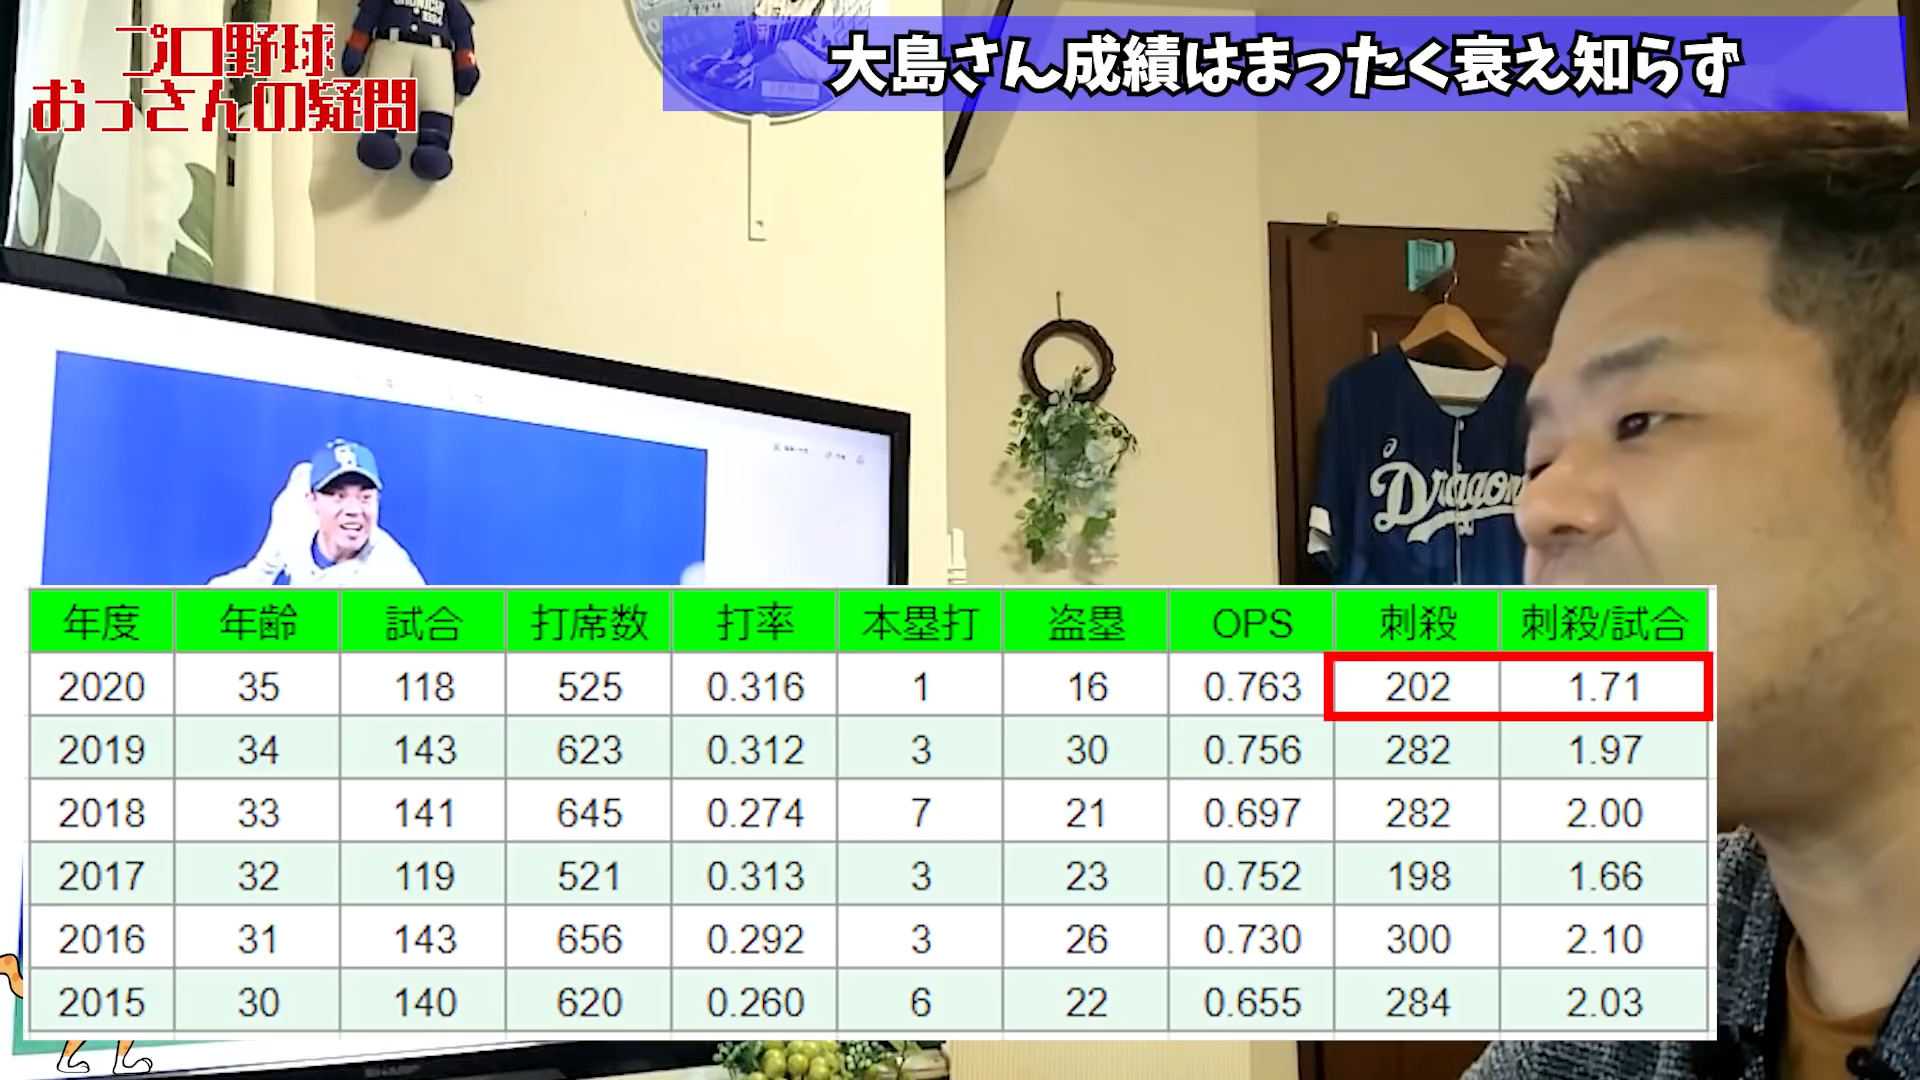 プロ野球
おっさんの疑問
大島さん成績はまったく衰え知らず
Dragons
年度 年齢 試合 打席数 打率 本塁打 盗塁 OPS 刺殺 刺殺/試合
2020 35 118 525 0.316 1 16 0.763 202 1.71
2019 34 143 623 0.312 3 30 0.756 282 1.97
2018 33 141 645 0.274 7 21 0.697 282 2.00
2017 32 119 521 0.313 3 23 0.752 198 1.66
2016 31 143 656 0.292 3 26 0.730 300 2.10
2015 30 140 620 0.260 6 22 0.655 284 2.03